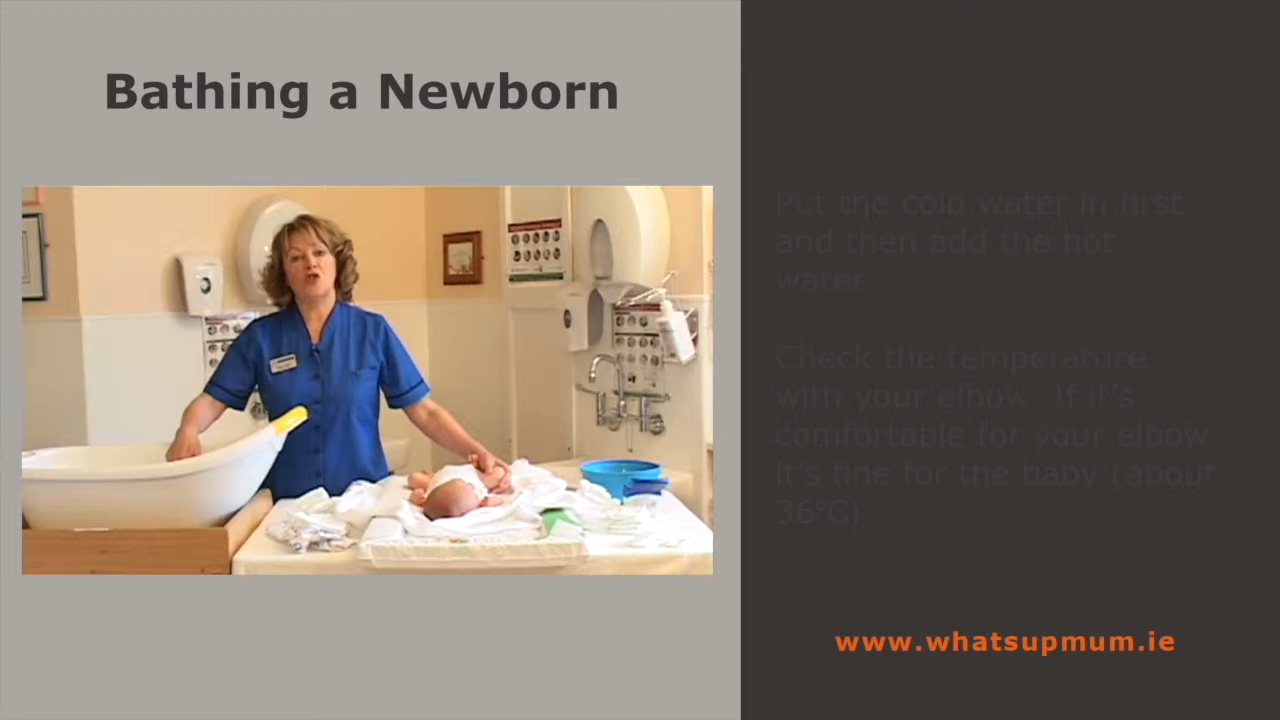 Bathing a Newborn
Put the cold water in first
and then add the hot
water
Check the temperature
with your elbow. If it's
comfortable for your elbow
it's fine for the baby (about
36°C)
www.whatsupmum.ie